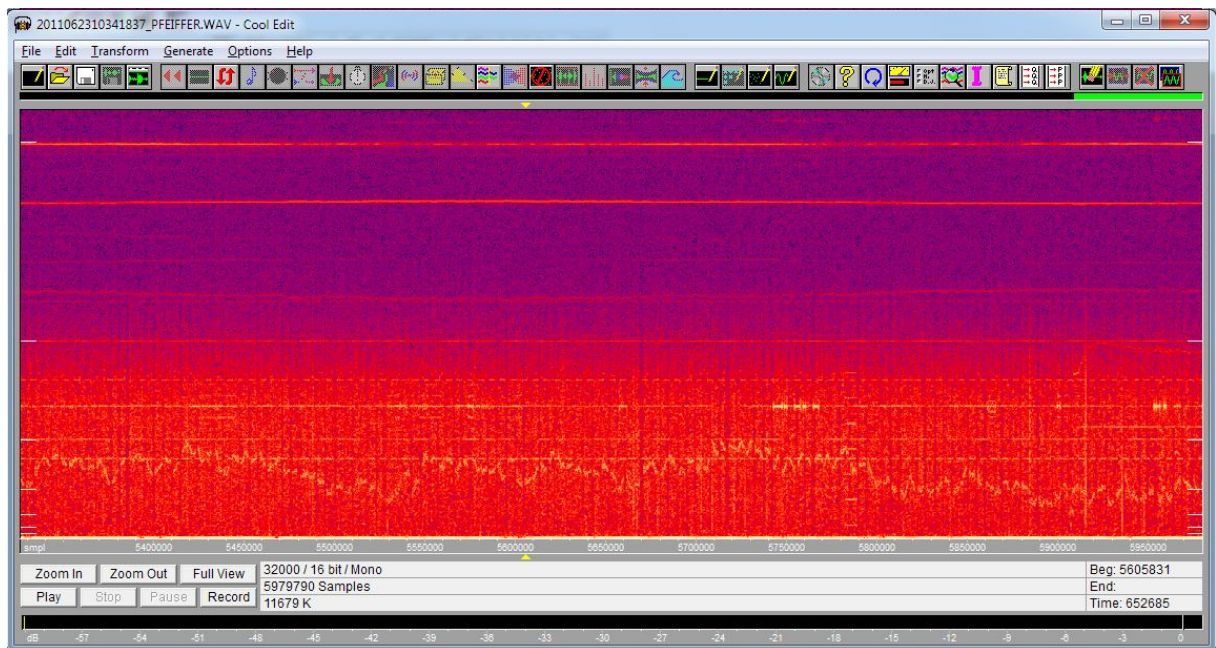 2011062310341837_PFEIFFER.WAV - Cool Edit
File Edit Transform Generate Options Help
smpl 5400000 5450000 5500000 5550000 5600000 5650000 5700000 5750000 5800000 5850000 5900000 5950000
Zoom In Zoom Out Full View 32000 / 16 bit / Mono Beg: 5605831
5979790 Samples End:
Play Stop Pause Record 11679 K Time: 652685
dB -57 -54 -51 -48 -45 -42 -39 -36 -33 -30 -27 -24 -21 -18 -15 -12 -9 -6 -3 0